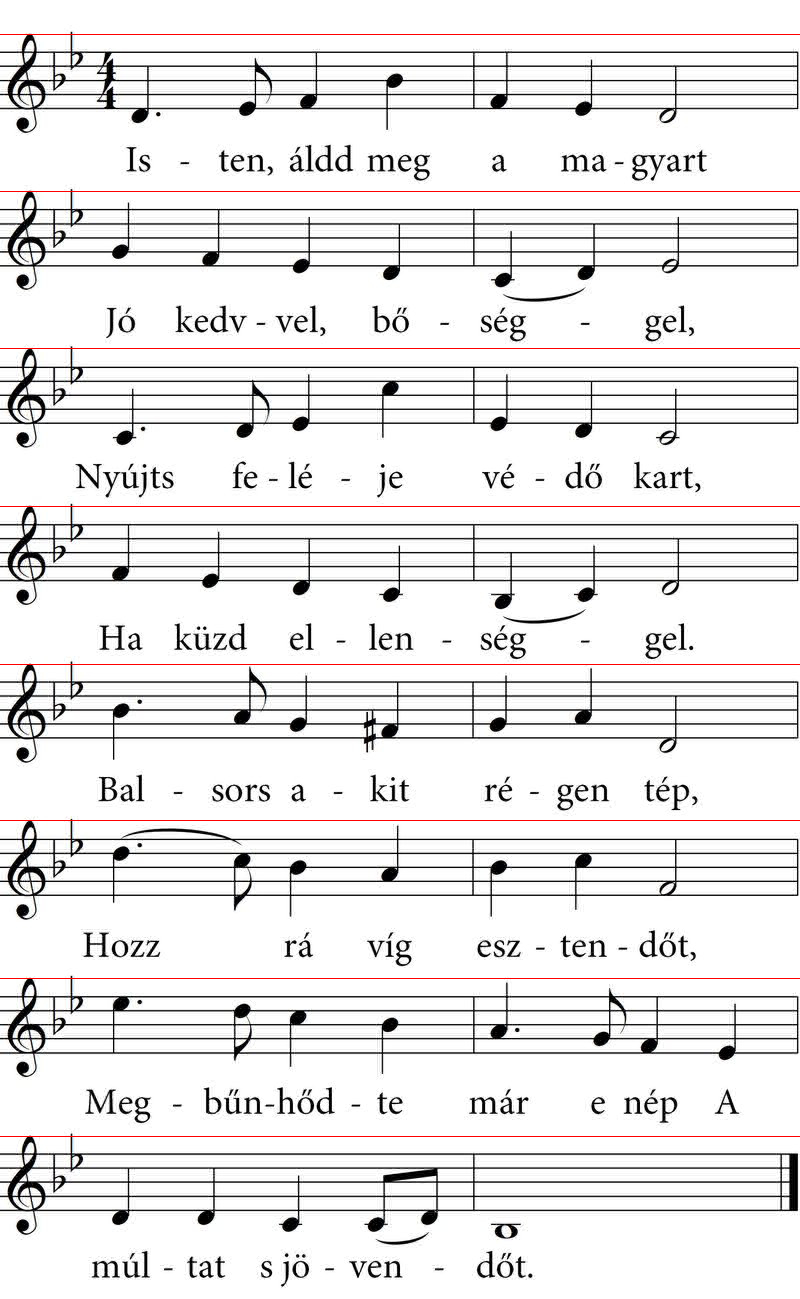 4
4
Is - ten, áldd meg a ma - gyart
Jó kedv - vel, bő - ség - gel,
Nyújts fe - lé - je vé - dő kart,
Ha küzd el - len - ség - gel.
Bal - sors a - kit ré - gen tép,
Hozz rá víg esz - ten - dőt,
Meg - bűn-hőd - te már e nép A
múl - tat s jö - ven - dőt.